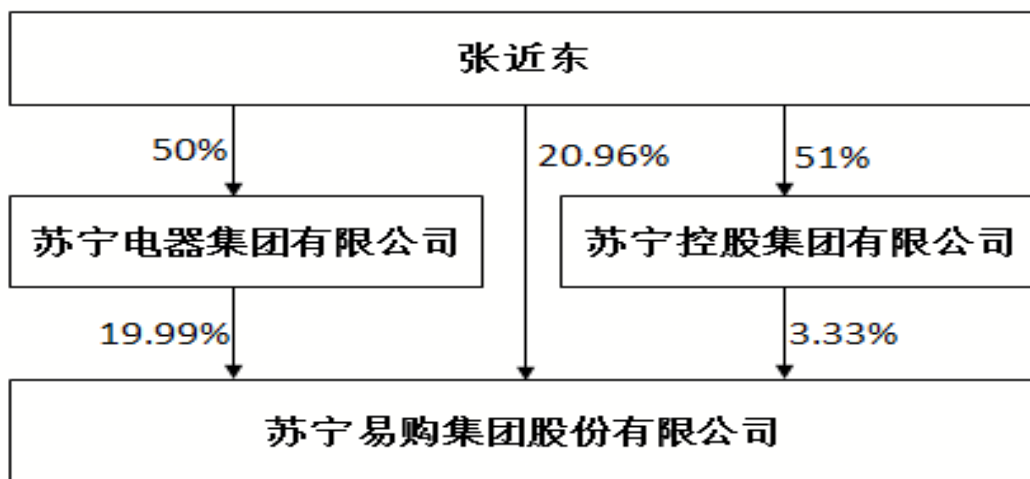 张近东
50%
20.96%
51%
苏宁电器集团有限公司
苏宁控股集团有限公司
19.99%
3.33%
苏宁易购集团股份有限公司